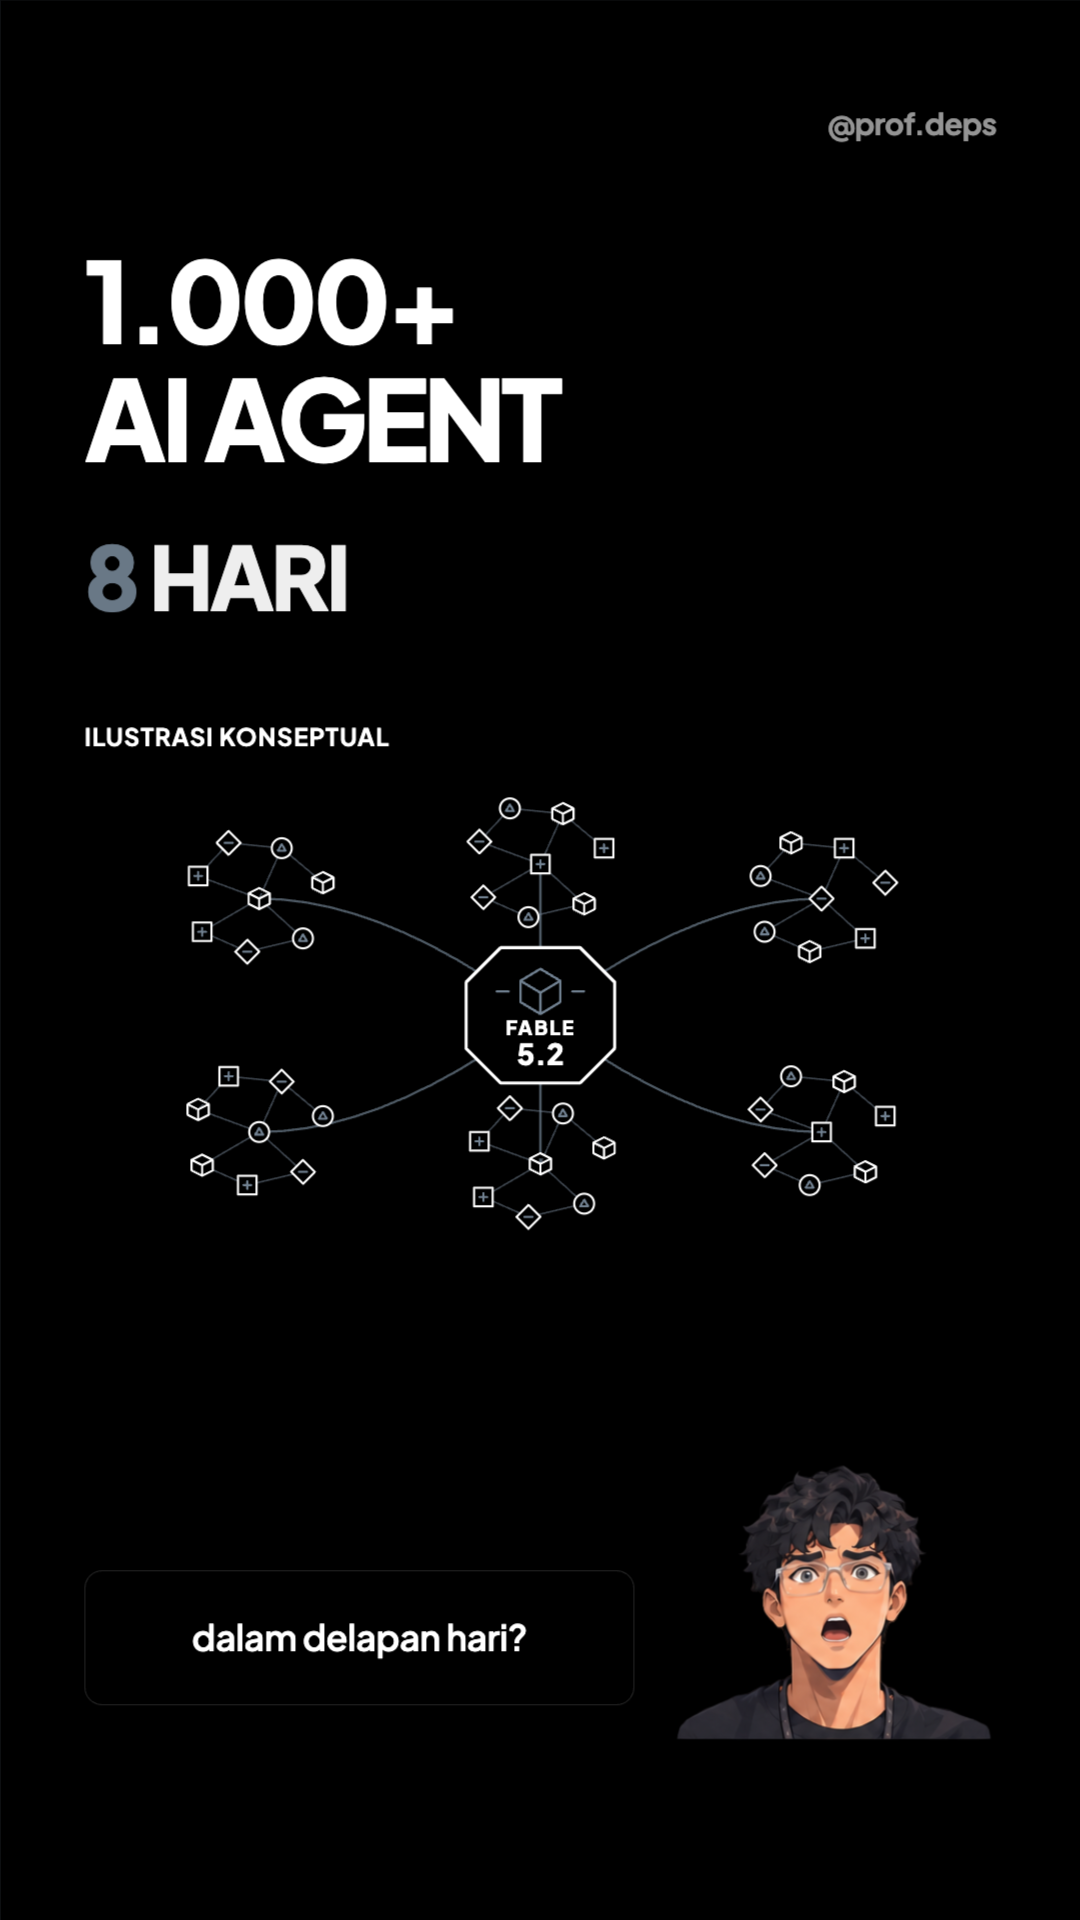 @prof.deps
1.000+
AI AGENT
8 HARI
ILUSTRASI KONSEPTUAL
FABLE
5.2
dalam delapan hari?